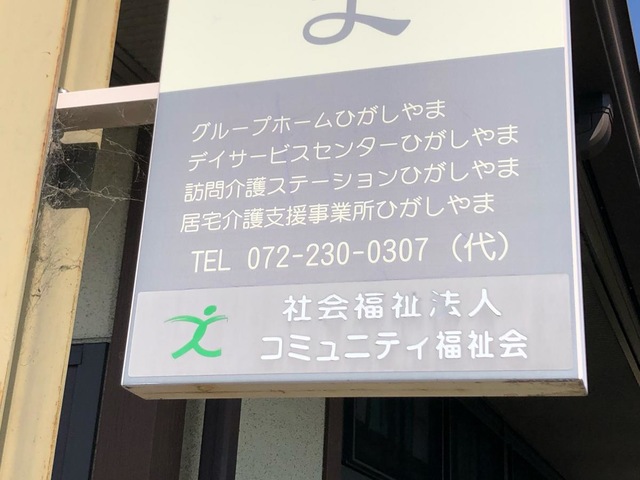 ま
グループホームひがしやま
デイサービスセンターひがしやま
訪問介護ステーションひがしやま
居宅介護支援事業所ひがしやま
TEL 072-230-0307（代）
社会福祉法人
コミュニティ福祉会